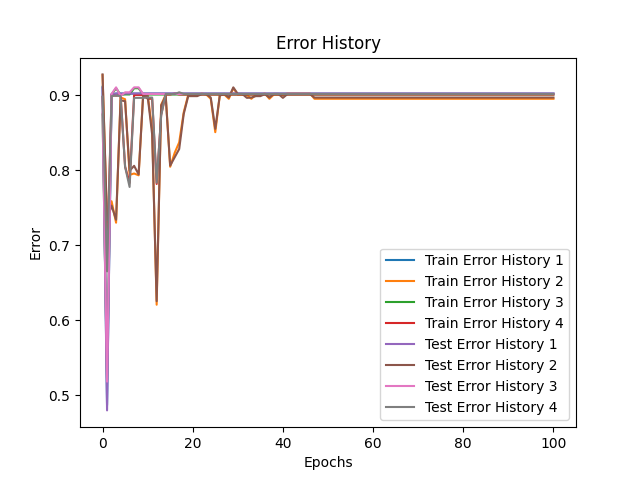 Error History
Error
0.9
0.8
0.7
0.6
0.5
0
20
40
60
80
100
Epochs
Train Error History 1
Train Error History 2
Train Error History 3
Train Error History 4
Test Error History 1
Test Error History 2
Test Error History 3
Test Error History 4